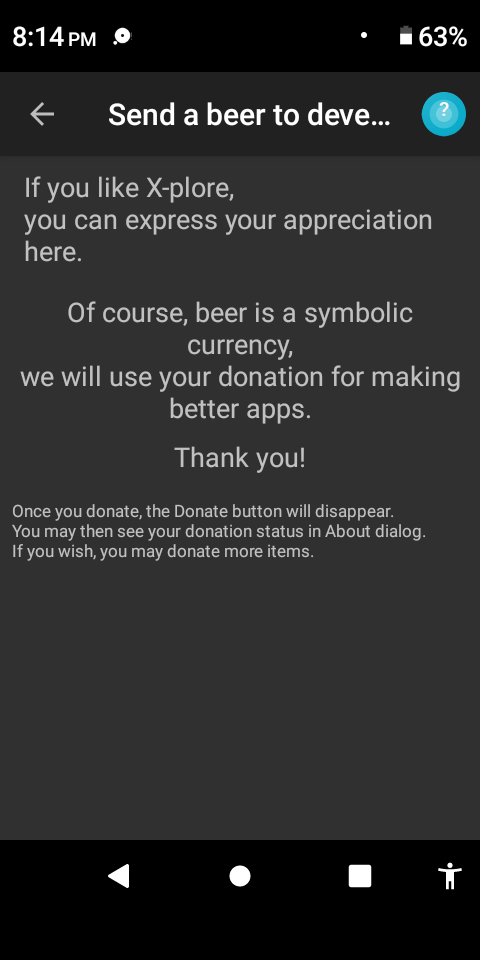 8:14 PM
63%
Send a beer to deve...
?
If you like X-plore,
you can express your appreciation
here.
Of course, beer is a symbolic
currency,
we will use your donation for making
better apps.
Thank you!
Once you donate, the Donate button will disappear.
You may then see your donation status in About dialog.
If you wish, you may donate more items.